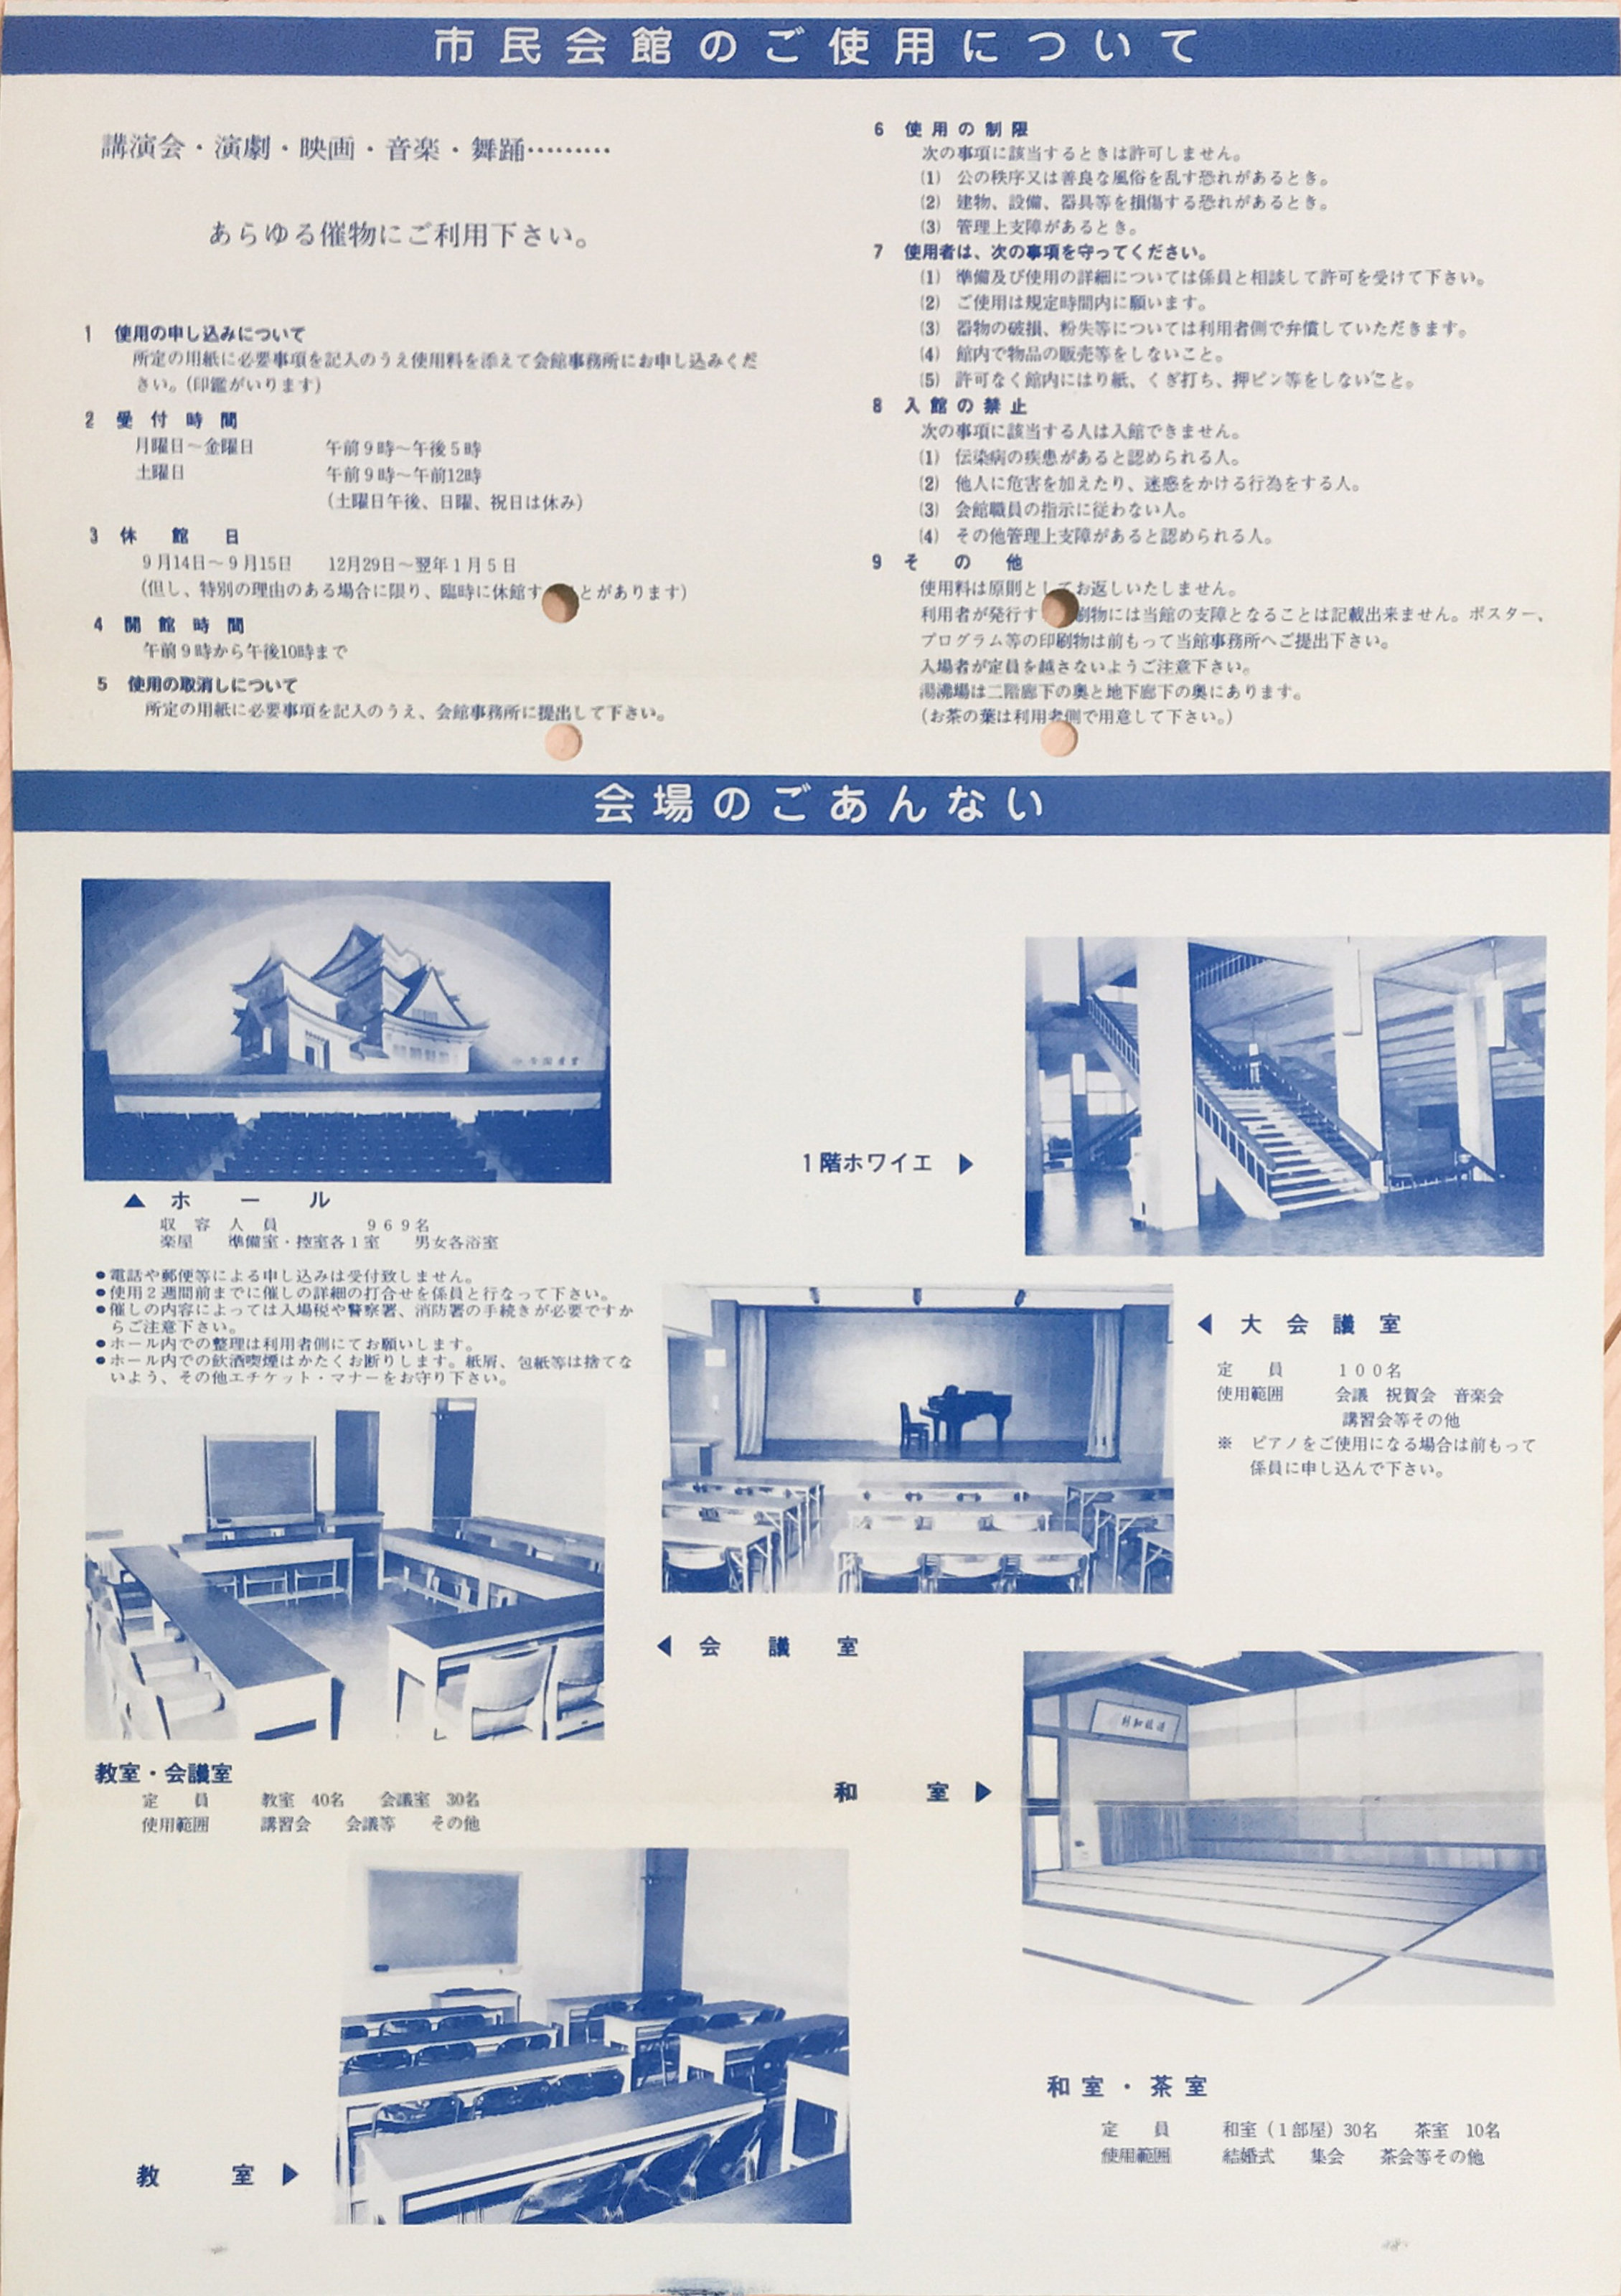 市民会館のご使用について
講演会・演劇・映画・音楽・舞踊………
あらゆる催物にご利用下さい。
1 使用の申し込みについて
所定の用紙に必要事項を記入のうえ使用料を添えて会館事務所にお申し込みくだ
さい。(印鑑がいります)
2 受付時間
月曜日～金曜日 午前9時～午後5時
土曜日 午前9時～午前12時
(土曜日午後、日曜、祝日は休み)
3 休館日
9月14日～9月15日 12月29日～翌年1月5日
(但し、特別の理由のある場合に限り、臨時に休館す とがあります)
4 開館時間
午前9時から午後10時まで
5 使用の取消しについて
所定の用紙に必要事項を記入のうえ、会館事務所に提出して下さい。
6 使用の制限
次の事項に該当するときは許可しません。
(1) 公の秩序又は善良な風俗を乱す恐れがあるとき。
(2) 建物、設備、器具等を損傷する恐れがあるとき。
(3) 管理上支障があるとき。
7 使用者は、次の事項を守ってください。
(1) 準備及び使用の詳細については係員と相談して許可を受けて下さい。
(2) ご使用は規定時間内に願います。
(3) 器物の破損、粉失等については利用者側で弁償していただきます。
(4) 館内で物品の販売等をしないこと。
(5) 許可なく館内にはり紙、くぎ打ち、押ピン等をしないこと。
8 入館の禁止
次の事項に該当する人は入館できません。
(1) 伝染病の疾患があると認められる人。
(2) 他人に危害を加えたり、迷惑をかける行為をする人。
(3) 会館職員の指示に従わない人。
(4) その他管理上支障があると認められる人。
9 その他
使用料は原則としてお返しいたしません。
利用者が発行す 刷物には当館の支障となることは記載出来ません。ポスター、
プログラム等の印刷物は前もって当館事務所へご提出下さい。
入場者が定員を越さないようご注意下さい。
湯沸場は二階廊下の奥と地下廊下の奥にあります。
(お茶の葉は利用者側で用意して下さい。)
会場のごあんない
▲ ホール
収容人員 969名
楽屋 準備室・控室各1室 男女各浴室
●電話や郵便等による申し込みは受付致しません。
●使用2週間前までに催しの詳細の打合せを係員と行なって下さい。
●催しの内容によっては入場税や警察署、消防署の手続きが必要ですか
らご注意下さい。
●ホール内での整理は利用者側にてお願いします。
●ホール内での飲酒喫煙はかたくお断りします。紙屑、包紙等は捨てな
いよう、その他エチケット・マナーをお守り下さい。
1階ホワイエ ▶
◀ 大会議室
定員 100名
使用範囲 会議 祝賀会 音楽会
講習会等その他
※ ピアノをご使用になる場合は前もって
係員に申し込んで下さい。
◀ 会議室
教室・会議室
定員 教室 40名 会議室 30名
使用範囲 講習会 会議等 その他
和室 ▶
教室 ▶
和室・茶室
定員 和室(1部屋)30名 茶室 10名
使用範囲 結婚式 集会 茶会等その他